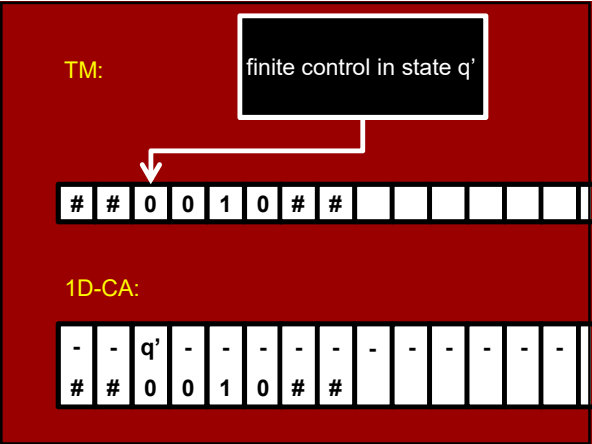 TM:
finite control in state q’
# # 0 0 1 0 # #
1D-CA:
- - q’ - - - - - - - - - - -
# # 0 0 1 0 # #